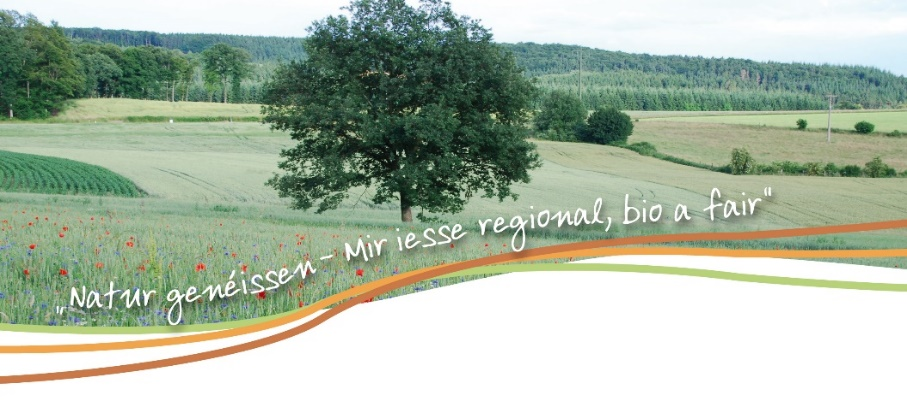 „Natur genéissen - Mir iesse regional, bio a fair"